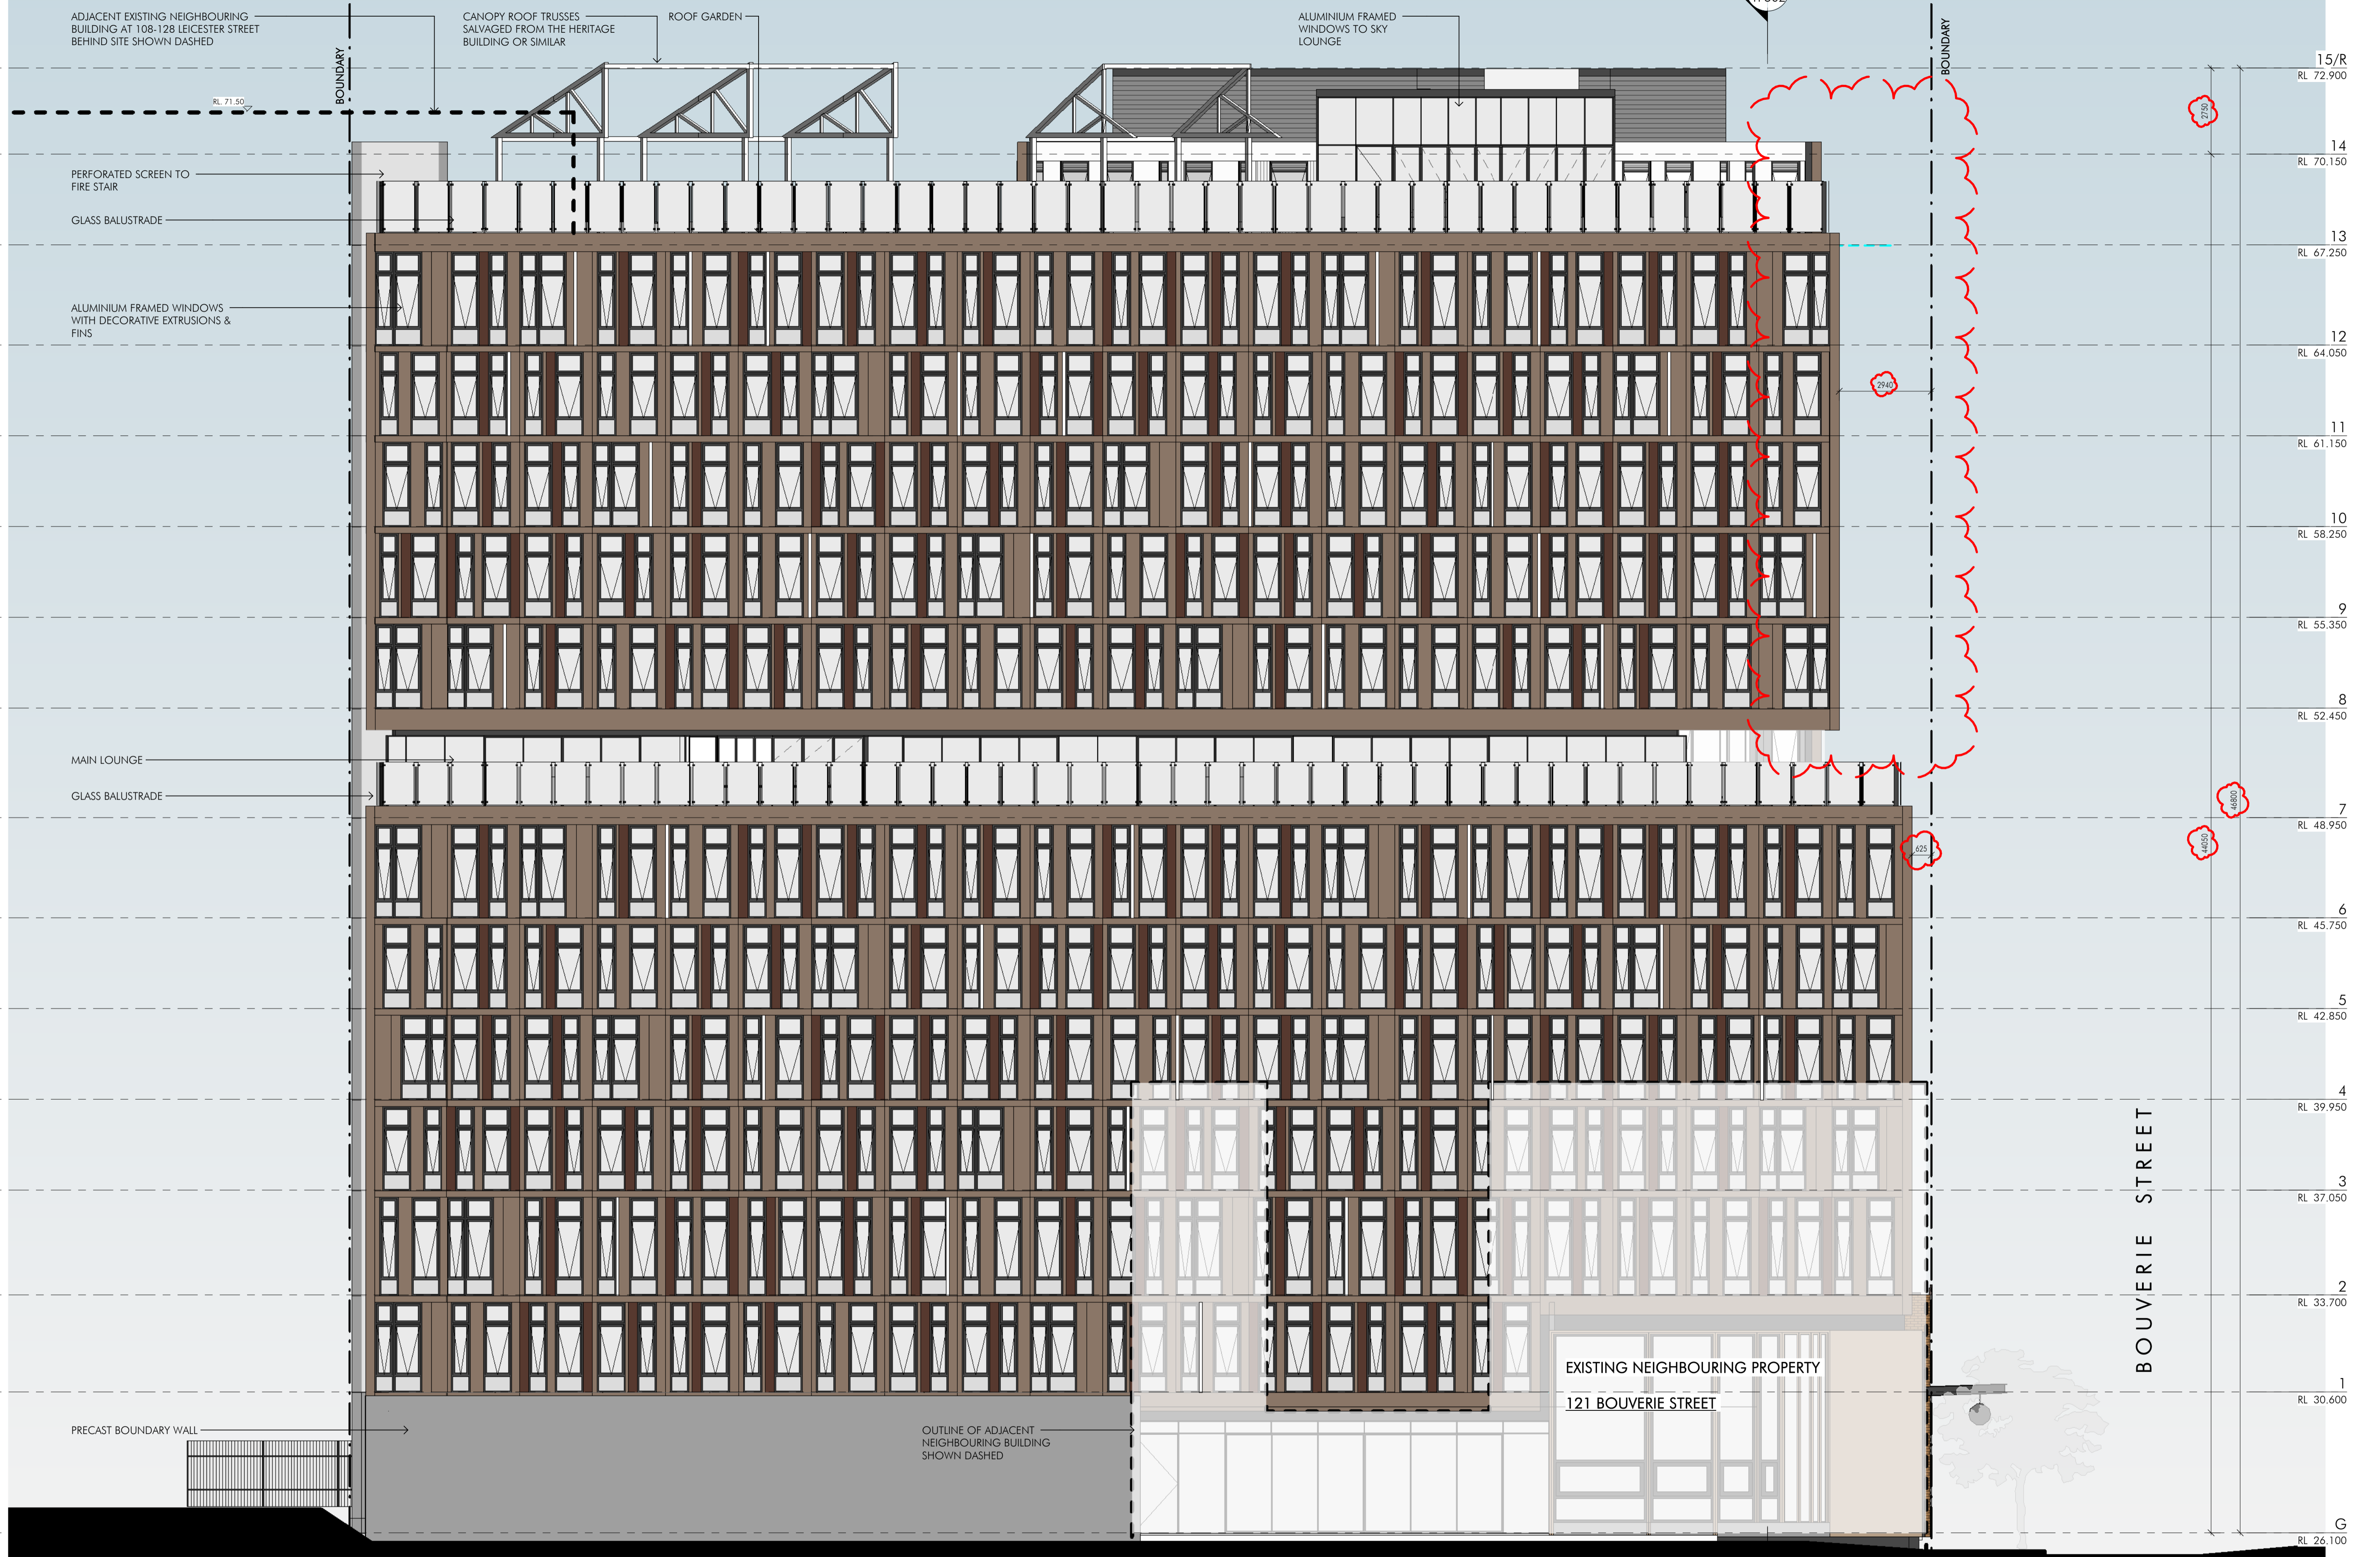 ADJACENT EXISTING NEIGHBOURING
BUILDING AT 108-128 LEICESTER STREET
BEHIND SITE SHOWN DASHED
CANOPY ROOF TRUSSES
SALVAGED FROM THE HERITAGE
BUILDING OR SIMILAR
ROOF GARDEN
ALUMINIUM FRAMED
WINDOWS TO SKY
LOUNGE
BOUNDARY
BOUNDARY
RL. 71.50
PERFORATED SCREEN TO
FIRE STAIR
GLASS BALUSTRADE
ALUMINIUM FRAMED WINDOWS
WITH DECORATIVE EXTRUSIONS &
FINS
MAIN LOUNGE
GLASS BALUSTRADE
PRECAST BOUNDARY WALL
OUTLINE OF ADJACENT
NEIGHBOURING BUILDING
SHOWN DASHED
EXISTING NEIGHBOURING PROPERTY
121 BOUVERIE STREET
2940
625
BOUVERIE STREET
2750
46800
44050
15/R
RL 72.900
14
RL 70.150
13
RL 67.250
12
RL 64.050
11
RL 61.150
10
RL 58.250
9
RL 55.350
8
RL 52.450
7
RL 48.950
6
RL 45.750
5
RL 42.850
4
RL 39.950
3
RL 37.050
2
RL 33.700
1
RL 30.600
G
RL 26.100